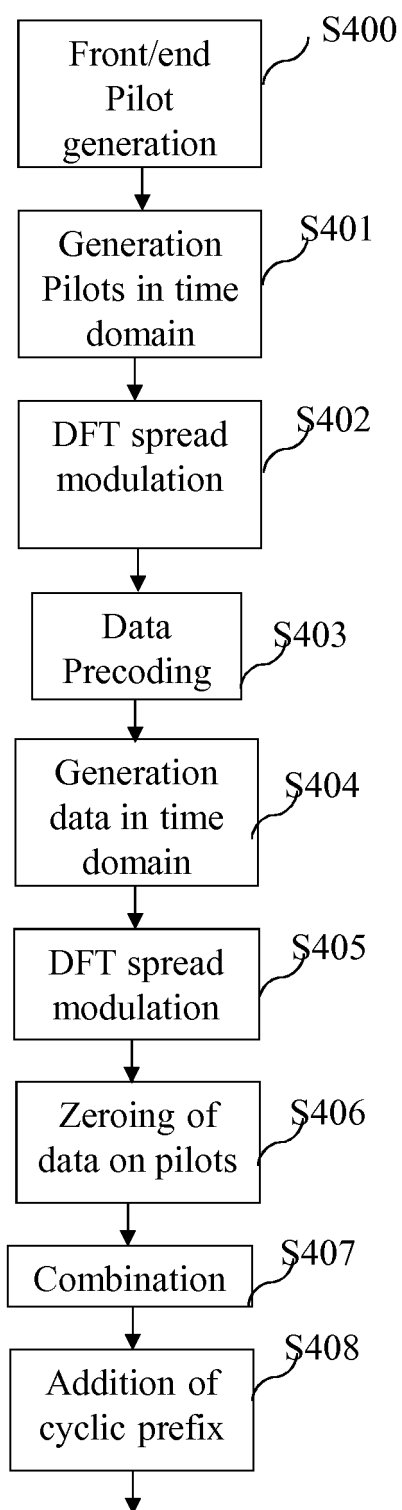 S400
Front/end
Pilot
generation
S401
Generation
Pilots in time
domain
S402
DFT spread
modulation
S403
Data
Precoding
S404
Generation
data in time
domain
S405
DFT spread
modulation
S406
Zeroing of
data on pilots
S407
Combination
S408
Addition of
cyclic prefix